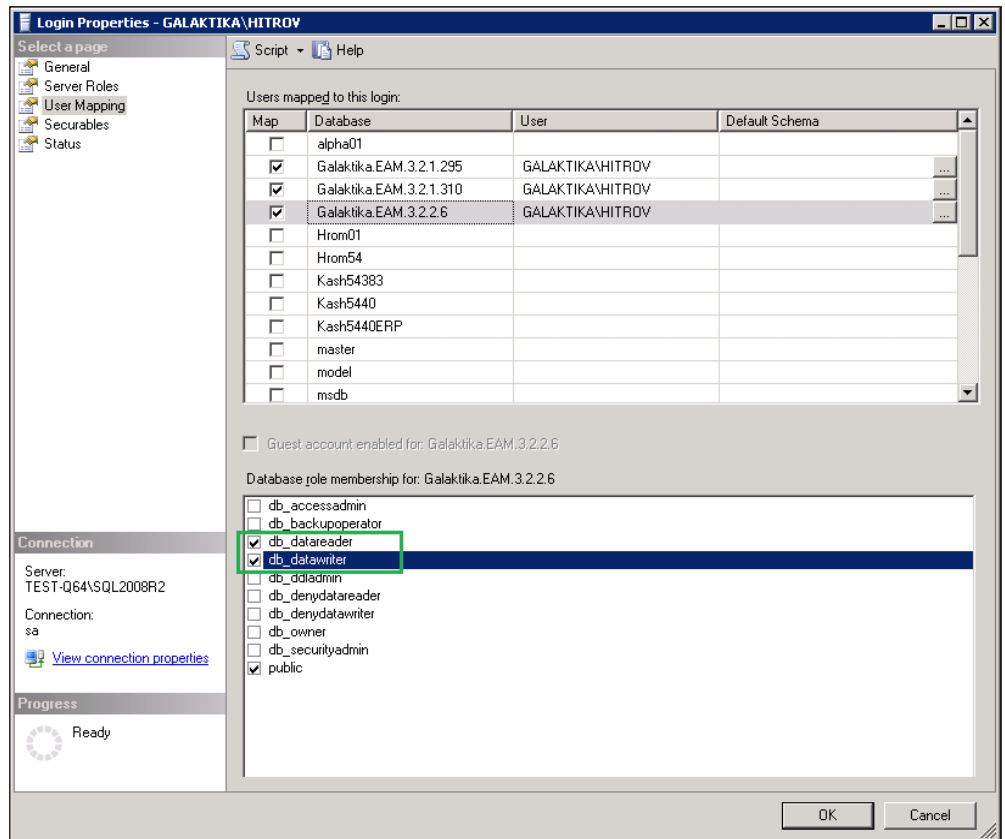 Login Properties - GALAKTIKA\HITROV
Select a page
General
Server Roles
User Mapping
Securables
Status
Script Help
Users mapped to this login:
Map Database User Default Schema
alpha01
Galaktika.EAM.3.2.1.295 GALAKTIKA\HITROV ...
Galaktika.EAM.3.2.1.310 GALAKTIKA\HITROV ...
Galaktika.EAM.3.2.2.6 GALAKTIKA\HITROV ...
Hrom01
Hrom54
Kash54383
Kash5440
Kash5440ERP
master
model
msdb
Guest account enabled for: Galaktika.EAM.3.2.2.6
Database role membership for: Galaktika.EAM.3.2.2.6
db_accessadmin
db_backupoperator
db_datareader
db_datawriter
db_ddladmin
db_denydatareader
db_denydatawriter
db_owner
db_securityadmin
public
Connection
Server:
TEST-Q64\SQL2008R2
Connection:
sa
View connection properties
Progress
Ready
OK Cancel